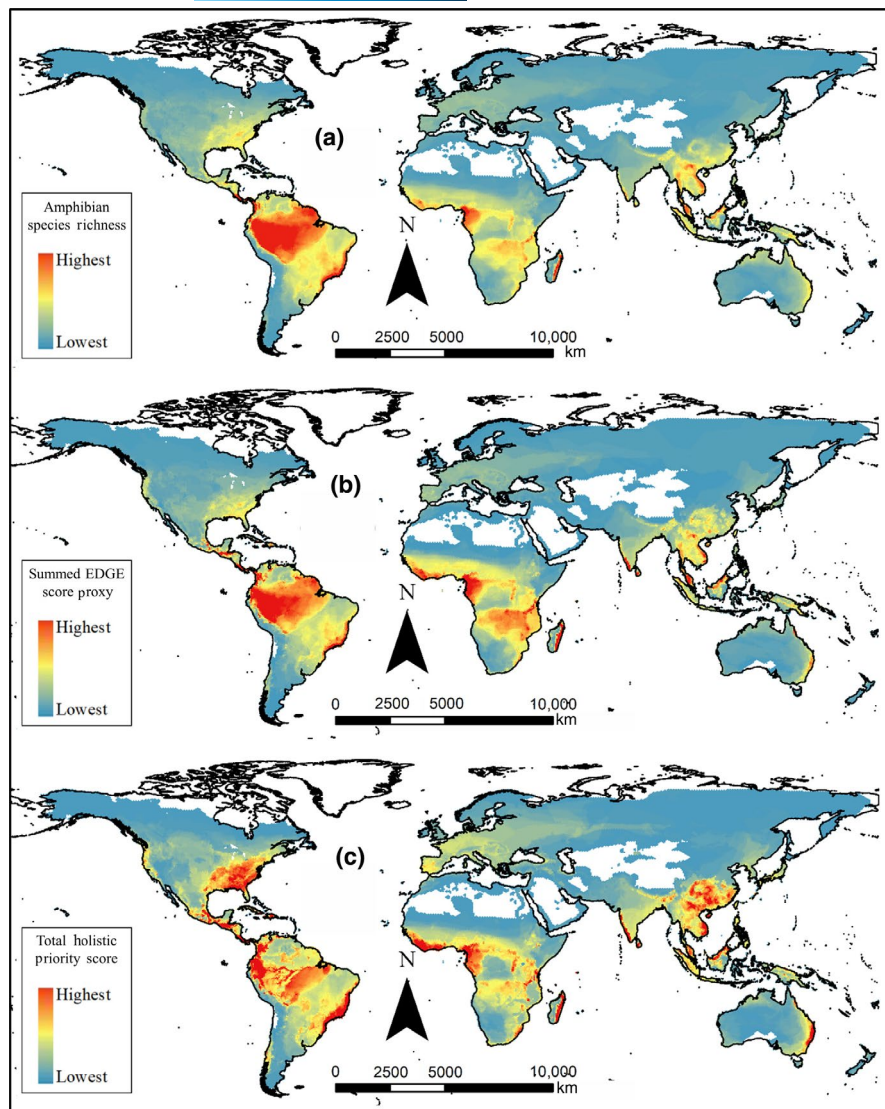 (a)
N
Amphibian
species richness
Highest
Lowest
0 2500 5000 10,000
km
(b)
N
Summed EDGE
score proxy
Highest
Lowest
0 2500 5000 10,000
km
(c)
N
Total holistic
priority score
Highest
Lowest
0 2500 5000 10,000
km